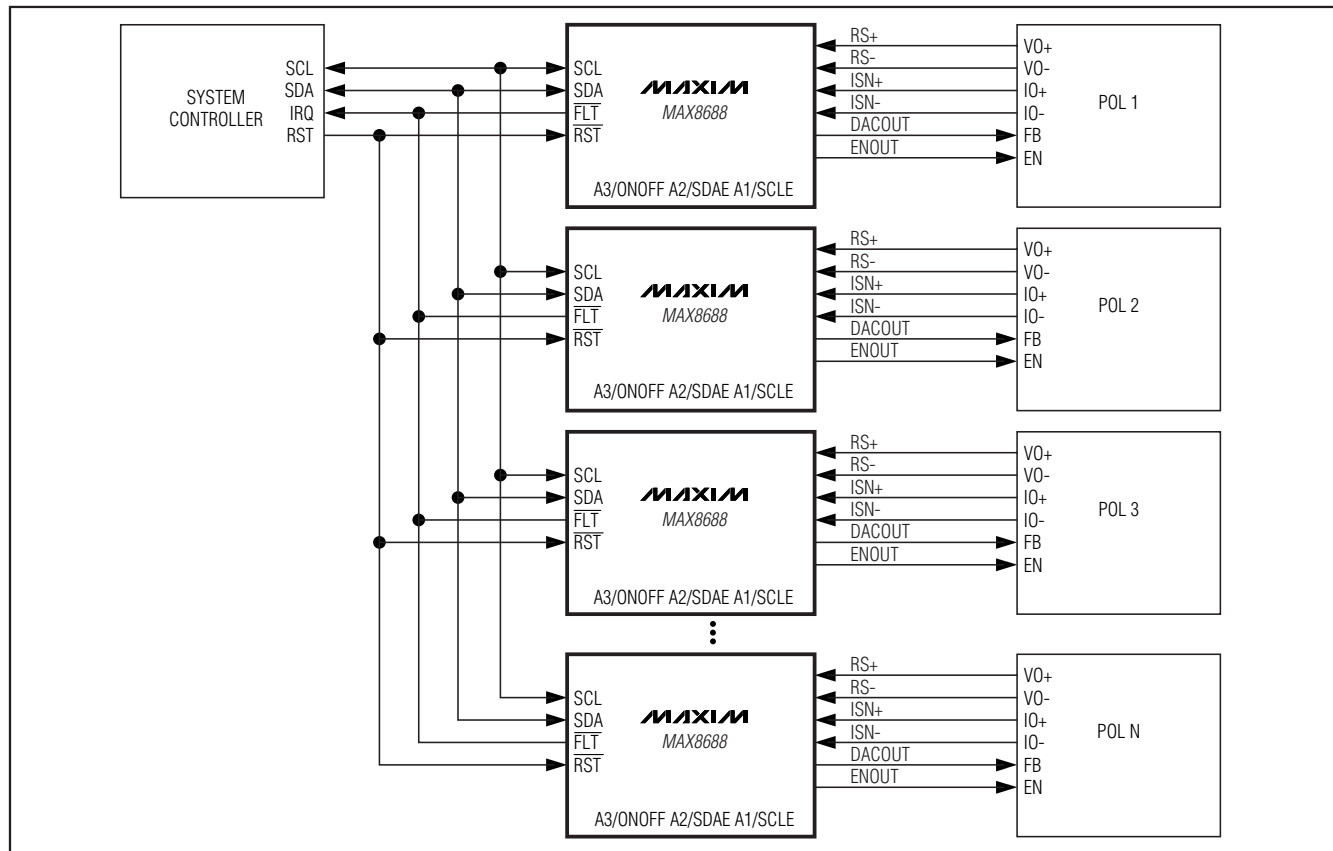 SYSTEM
CONTROLLER
SCL
SDA
IRQ
RST
SCL
SDA
FLT
RST
MAXIM
MAX8688
A3/ONOFF A2/SDAE A1/SCLE
RS+
RS-
ISN+
ISN-
DACOUT
ENOUT
VO+
VO-
IO+
IO-
FB
EN
POL 1
SCL
SDA
FLT
RST
MAXIM
MAX8688
A3/ONOFF A2/SDAE A1/SCLE
RS+
RS-
ISN+
ISN-
DACOUT
ENOUT
VO+
VO-
IO+
IO-
FB
EN
POL 2
SCL
SDA
FLT
RST
MAXIM
MAX8688
A3/ONOFF A2/SDAE A1/SCLE
RS+
RS-
ISN+
ISN-
DACOUT
ENOUT
VO+
VO-
IO+
IO-
FB
EN
POL 3
SCL
SDA
FLT
RST
MAXIM
MAX8688
A3/ONOFF A2/SDAE A1/SCLE
RS+
RS-
ISN+
ISN-
DACOUT
ENOUT
VO+
VO-
IO+
IO-
FB
EN
POL N